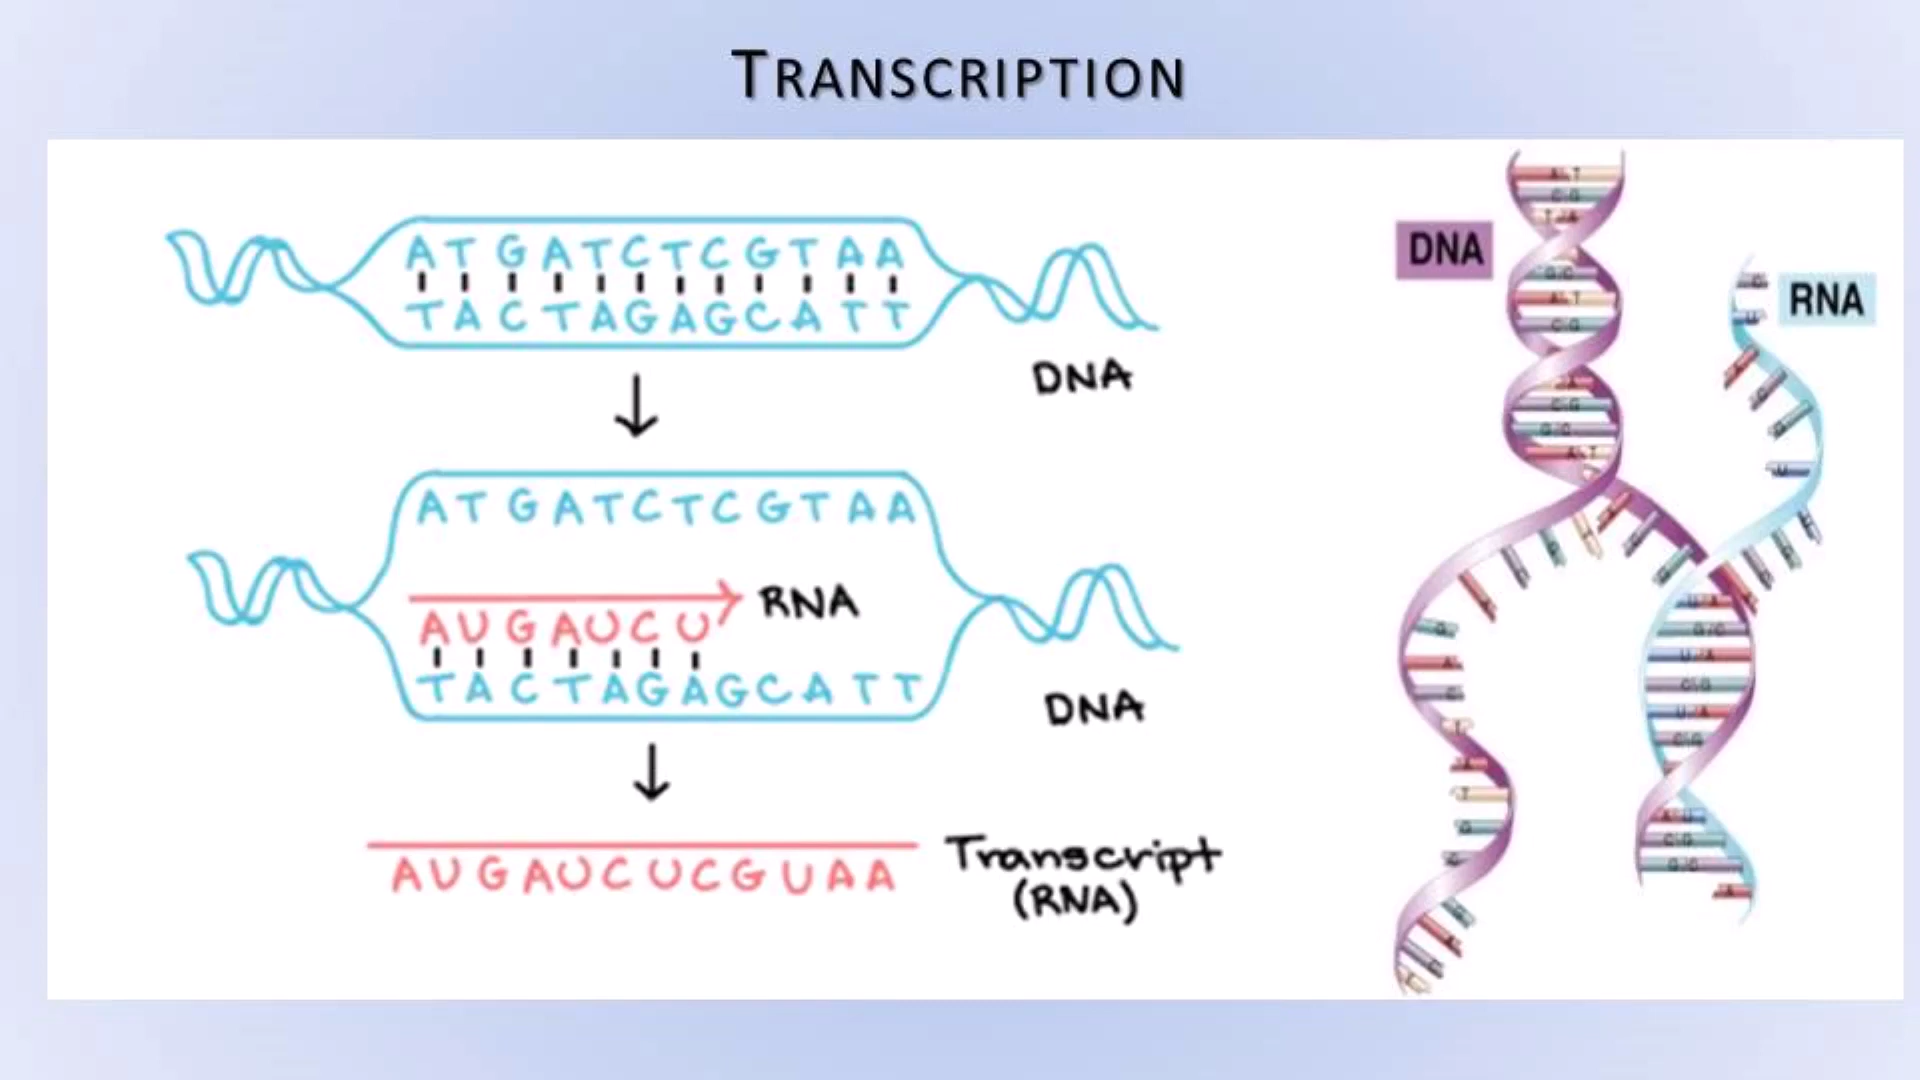 TRANSCRIPTION
ATGATCTCGTAA
TACTAGAGCATT
DNA
ATGATCTCGTAA
RNA
AUGAUCU
TACTAGAGCATT
DNA
AUGAUCUCGUAA
Transcript
(RNA)
DNA
RNA